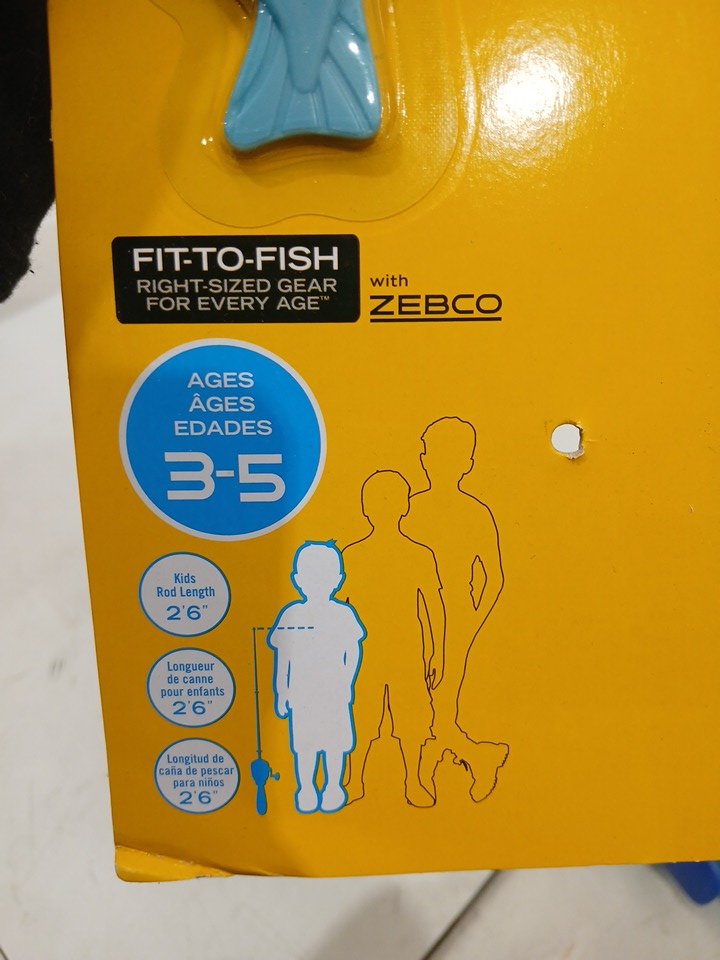 FIT-TO-FISH
RIGHT-SIZED GEAR
FOR EVERY AGE™
with
ZEBCO
AGES
ÂGES
EDADES
3-5
Kids
Rod Length
2'6"
Longueur
de canne
pour enfants
2'6"
Longitud de
caña de pescar
para niños
2'6"